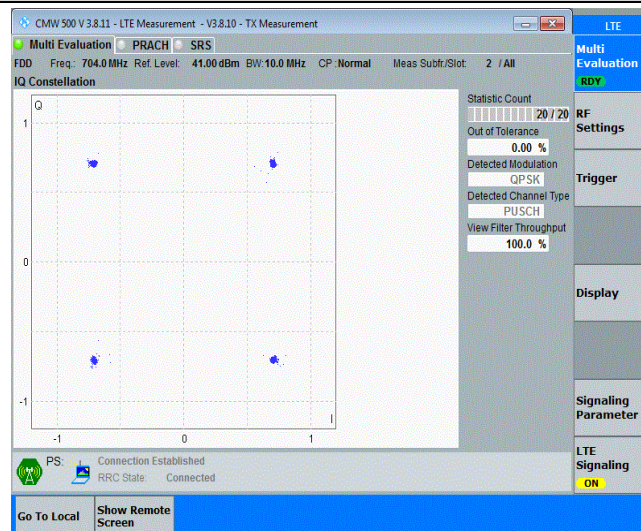 CMW 500 V 3.8.11 - LTE Measurement - V3.8.10 - TX Measurement
LTE
Multi Evaluation PRACH SRS
Multi
Evaluation
RDY
FDD Freq.: 704.0 MHz Ref. Level: 41.00 dBm BW: 10.0 MHz CP : Normal Meas Subfr./Slot: 2 / All
IQ Constellation
Q
1
0
-1
I
-1 0 1
Statistic Count
20 / 20
Out of Tolerance
0.00 %
Detected Modulation
QPSK
Detected Channel Type
PUSCH
View Filter Throughput
100.0 %
RF
Settings
Trigger
Display
Signaling
Parameter
LTE
Signaling
ON
PS: Connection Established
RRC State: Connected
Go To Local
Show Remote
Screen